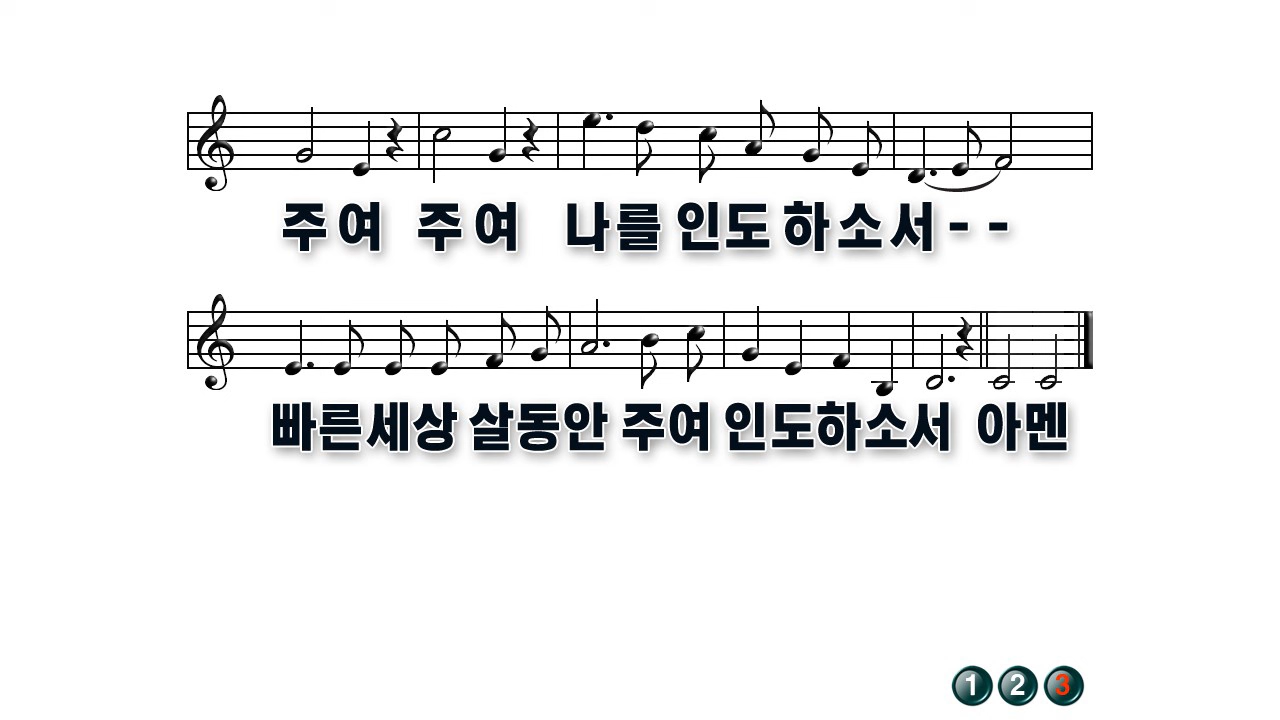 주여 주여 나를 인도 하소서 - -
빠른세상 살동안 주여 인도하소서 아멘
1 2 3